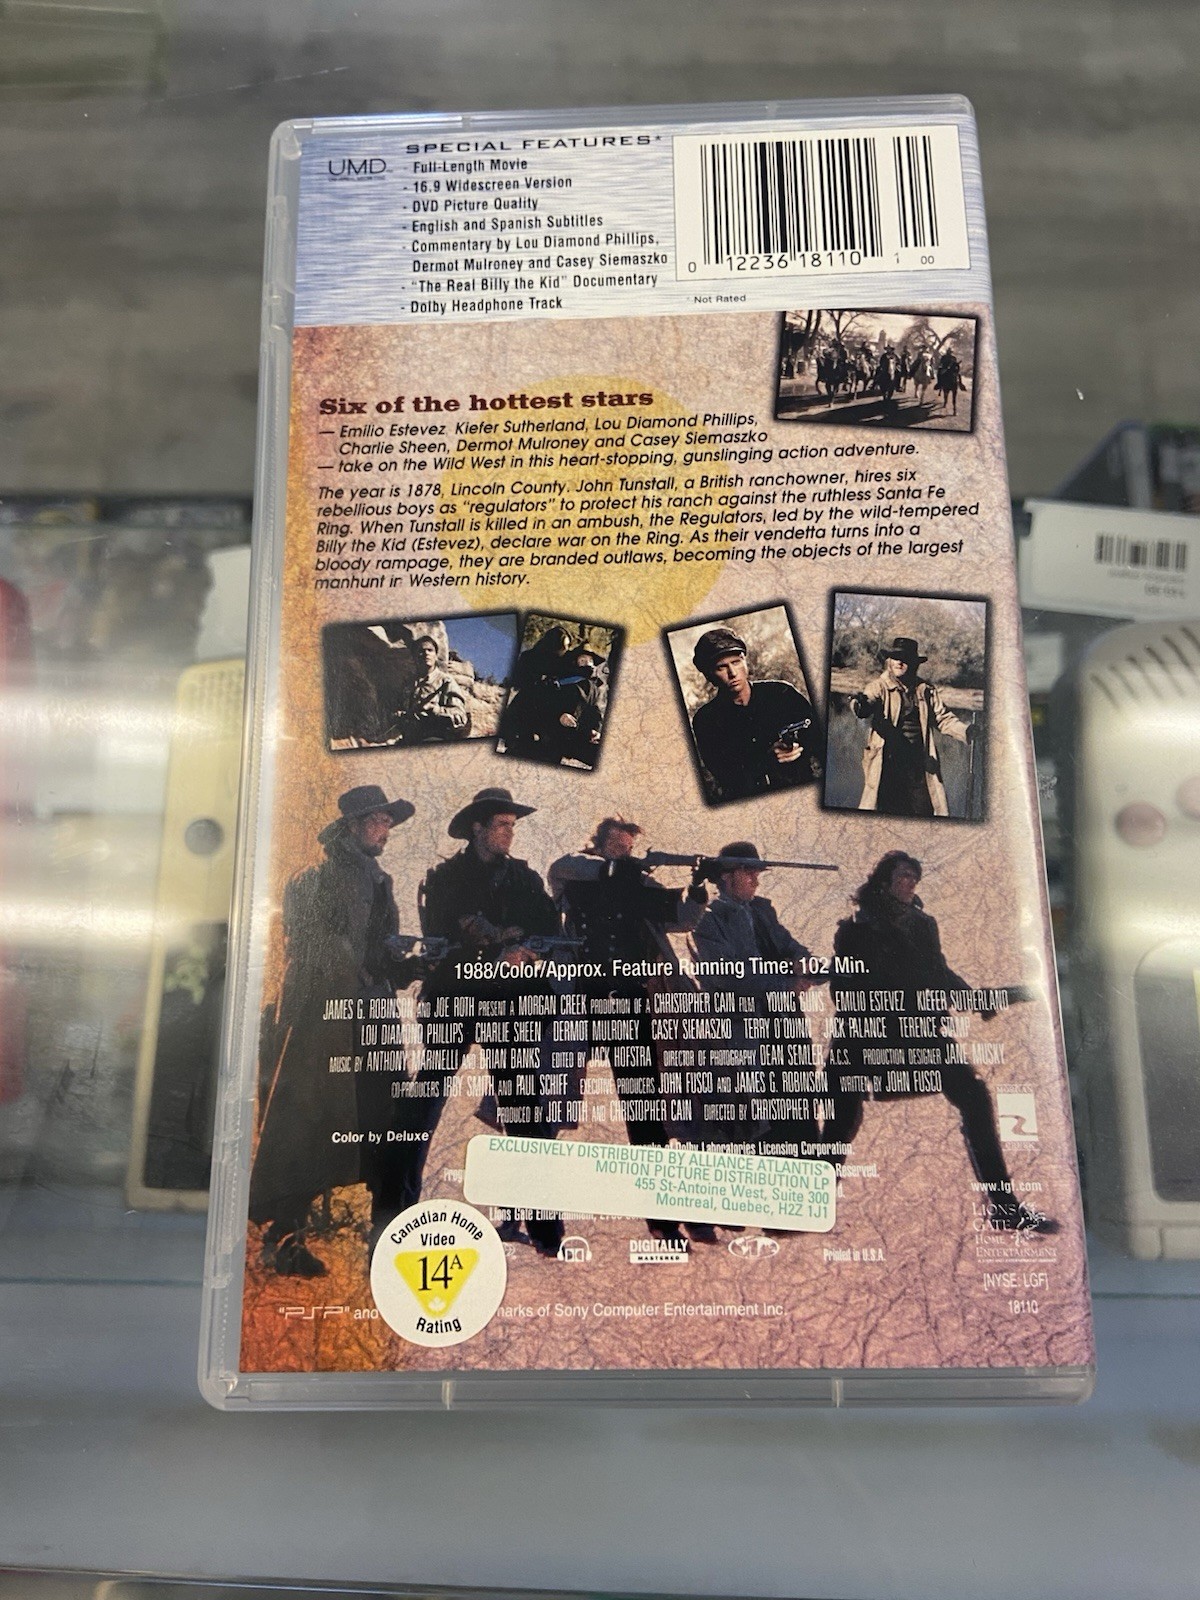 SPECIAL FEATURES*
UMD
- Full-Length Movie
- 16.9 Widescreen Version
- DVD Picture Quality
- English and Spanish Subtitles
- Commentary by Lou Diamond Phillips,
Dermot Mulroney and Casey Siemaszko
- "The Real Billy the Kid" Documentary
- Dolby Headphone Track
0 12236 18110 1 00
* Not Rated
Six of the hottest stars
— Emilio Estevez Kiefer Sutherland, Lou Diamond Phillips,
Charlie Sheen, Dermot Mulroney and Casey Siemaszko
— take on the Wild West in this heart-stopping, gunslinging action adventure.
The year is 1878, Lincoln County. John Tunstall, a British ranchowner, hires six
rebellious boys as "regulators" to protect his ranch against the ruthless Santa Fe
Ring. When Tunstall is killed in an ambush, the Regulators, led by the wild-tempered
Billy the Kid (Estevez), declare war on the Ring. As their vendetta turns into a
bloody rampage, they are branded outlaws, becoming the objects of the largest
manhunt in Western history.
1988/Color/Approx. Feature Running Time: 102 Min.
JAMES G. ROBINSON AND JOE ROTH PRESENT A MORGAN CREEK PRODUCTION OF A CHRISTOPHER CAIN FILM YOUNG GUNS EMILIO ESTEVEZ KIEFER SUTHERLAND
LOU DIAMOND PHILLIPS CHARLIE SHEEN DERMOT MULRONEY CASEY SIEMASZKO TERRY O'QUINN JACK PALANCE TERENCE STAMP
MUSIC BY ANTHONY MARINELLI AND BRIAN BANKS EDITED BY JACK HOFSTRA DIRECTOR OF PHOTOGRAPHY DEAN SEMLER, A.C.S. PRODUCTION DESIGNER JANE MUSKY
CO-PRODUCERS IRBY SMITH AND PAUL SCHIFF EXECUTIVE PRODUCERS JOHN FUSCO AND JAMES G. ROBINSON WRITTEN BY JOHN FUSCO
PRODUCED BY JOE ROTH AND CHRISTOPHER CAIN DIRECTED BY CHRISTOPHER CAIN
Color by Deluxe
Dolby Laboratories Licensing Corporation.
Reserved.
EXCLUSIVELY DISTRIBUTED BY ALLIANCE ATLANTIS*
MOTION PICTURE DISTRIBUTION LP
455 St-Antoine West, Suite 300
Montreal, Quebec, H2Z 1J1
www.lgf.com
LIONS
GATE
HOME
ENTERTAINMENT
[NYSE: LGF]
18110
Canadian Home
Video
14A
Rating
DIGITALLY
MASTERED
Printed in U.S.A.
"PSP" and
marks of Sony Computer Entertainment Inc.